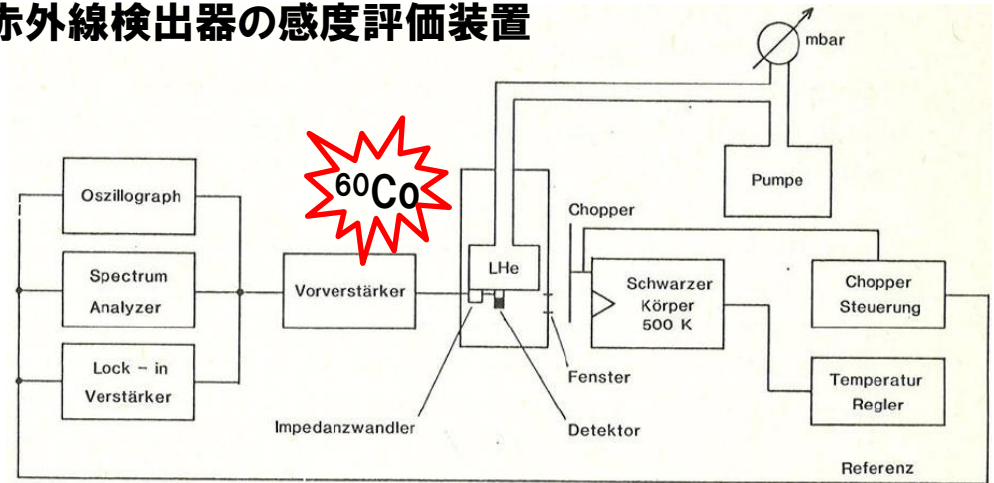 赤外線検出器の感度評価装置
mbar
Pumpe
Oszillograph
60Co
Chopper
LHe
Spectrum
Analyzer
Vorverstärker
Schwarzer
Körper
500 K
Chopper
Steuerung
Lock - in
Verstärker
Fenster
Temperatur
Regler
Impedanzwandler
Detektor
Referenz